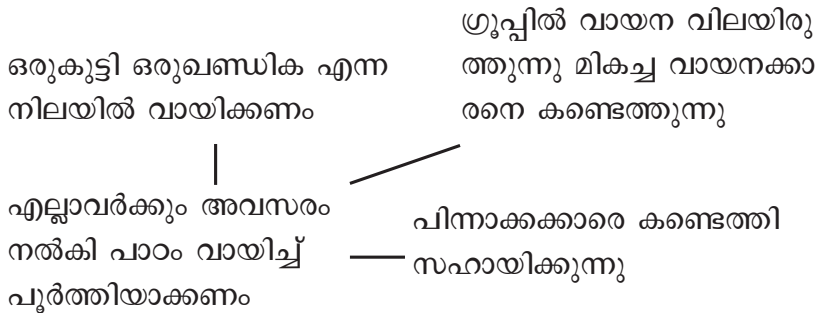 ഒരുകുട്ടി ഒരുഖണ്ഡിക എന്ന
നിലയിൽ വായിക്കണം
ഗ്രൂപ്പിൽ വായന വിലയിരു
ത്തുന്നു മികച്ച വായനക്കാ
രനെ കണ്ടെത്തുന്നു
എല്ലാവർക്കും അവസരം
നൽകി പാഠം വായിച്ച്
പൂർത്തിയാക്കണം
പിന്നാക്കക്കാരെ കണ്ടെത്തി
സഹായിക്കുന്നു